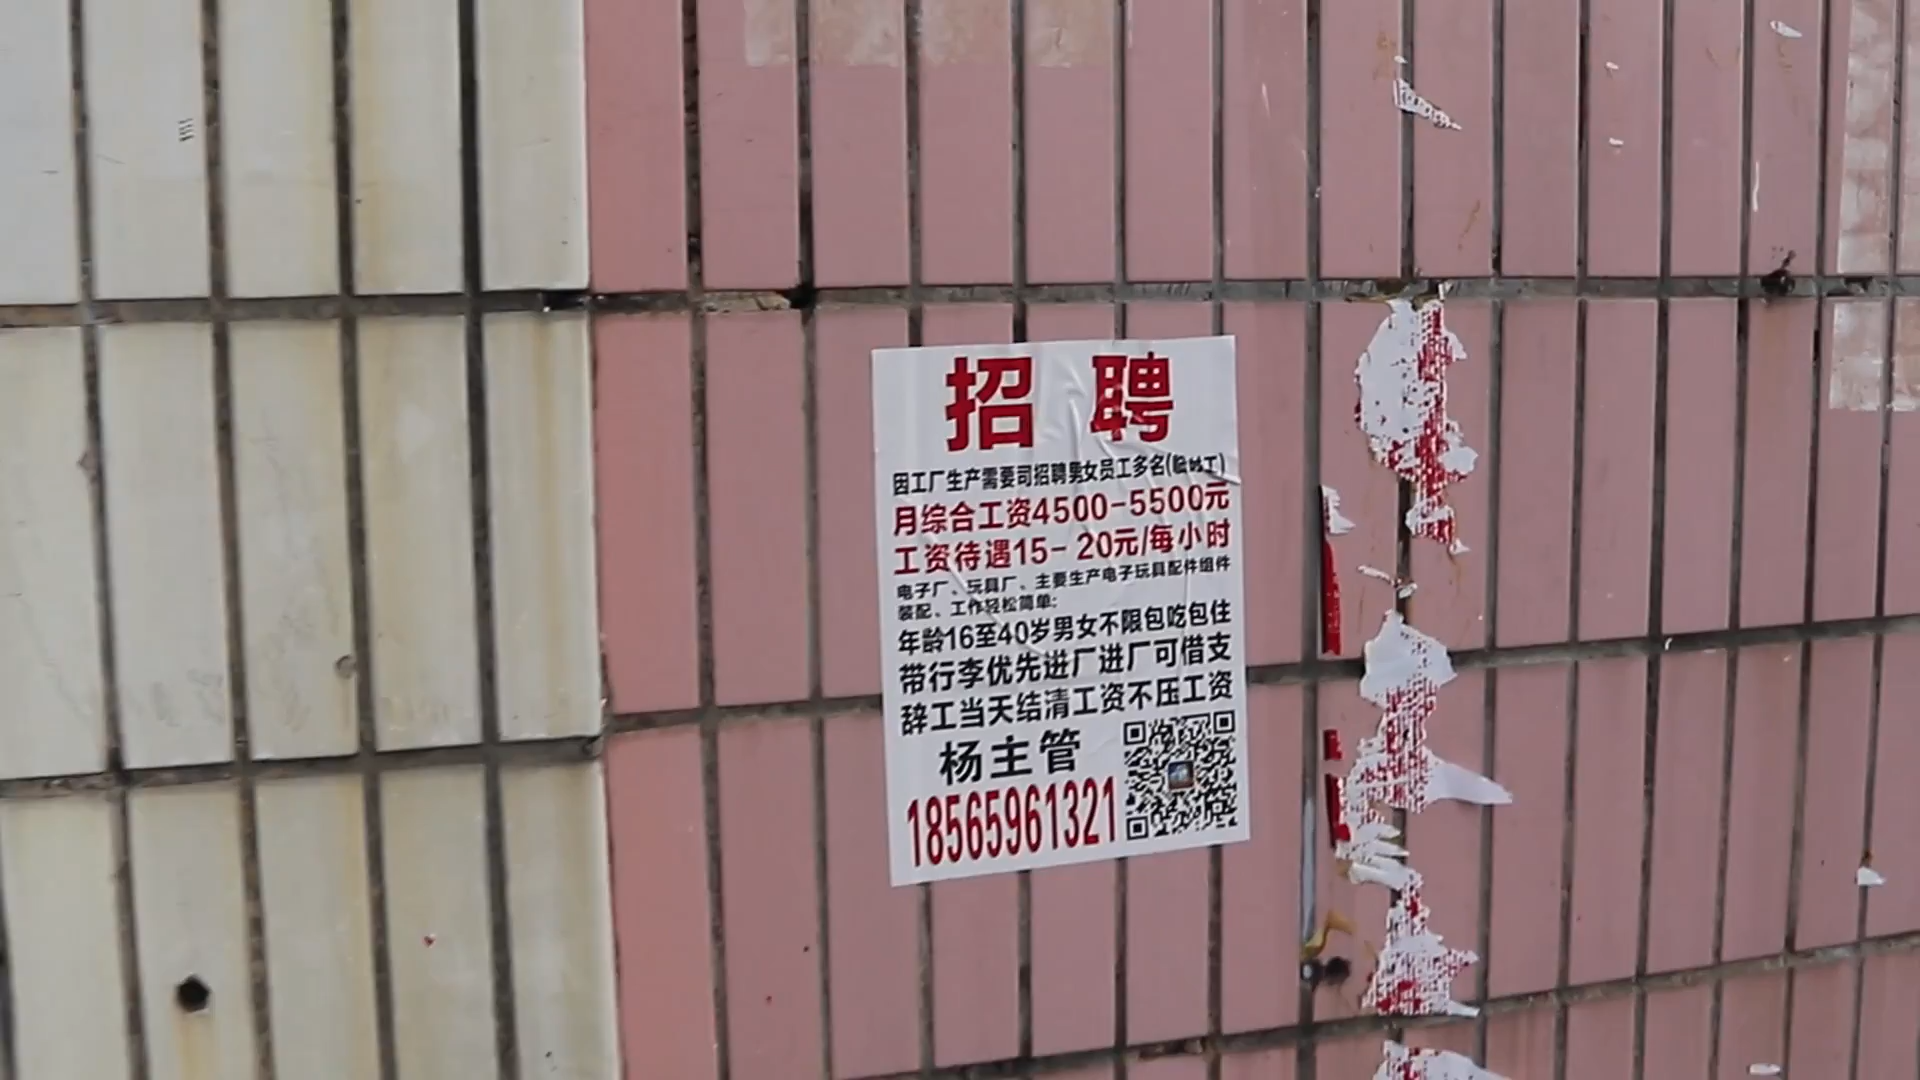 招聘
因工厂生产需要司招聘男女员工多名(临时工)
月综合工资4500-5500元
工资待遇15-20元/每小时
电子厂、玩具厂、主要生产电子玩具配件组件
装配、工作轻松简单:
年龄16至40岁男女不限包吃包住
带行李优先进厂进厂可借支
辞工当天结清工资不压工资
杨主管
18565961321